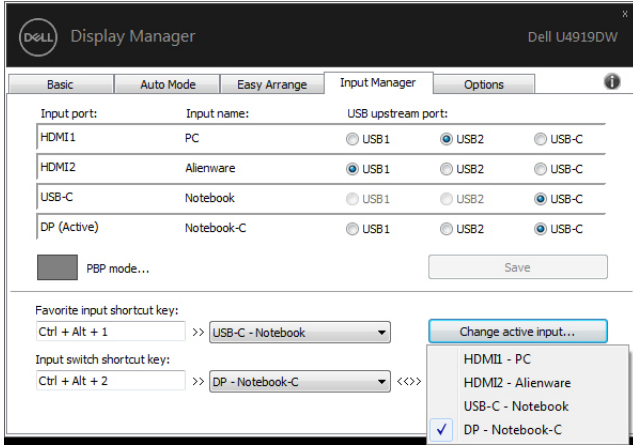 x
DELL Display Manager Dell U4919DW
Basic Auto Mode Easy Arrange Input Manager Options i
Input port: Input name: USB upstream port:
HDMI1 PC USB1 USB2 USB-C
HDMI2 Alienware USB1 USB2 USB-C
USB-C Notebook USB1 USB2 USB-C
DP (Active) Notebook-C USB1 USB2 USB-C
PBP mode... Save
Favorite input shortcut key:
Ctrl + Alt + 1 >> USB-C - Notebook Change active input...
Input switch shortcut key:
Ctrl + Alt + 2 >> DP - Notebook-C <<>>
HDMI1 - PC
HDMI2 - Alienware
USB-C - Notebook
✓ DP - Notebook-C